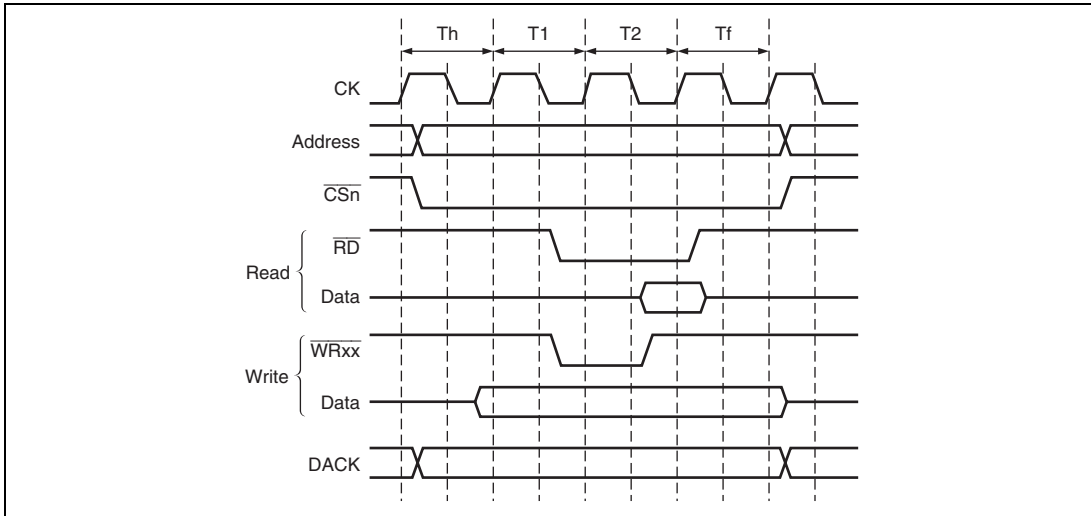 Th T1 T2 Tf
CK
Address
CSn
RD
Read
Data
WRxx
Write
Data
DACK